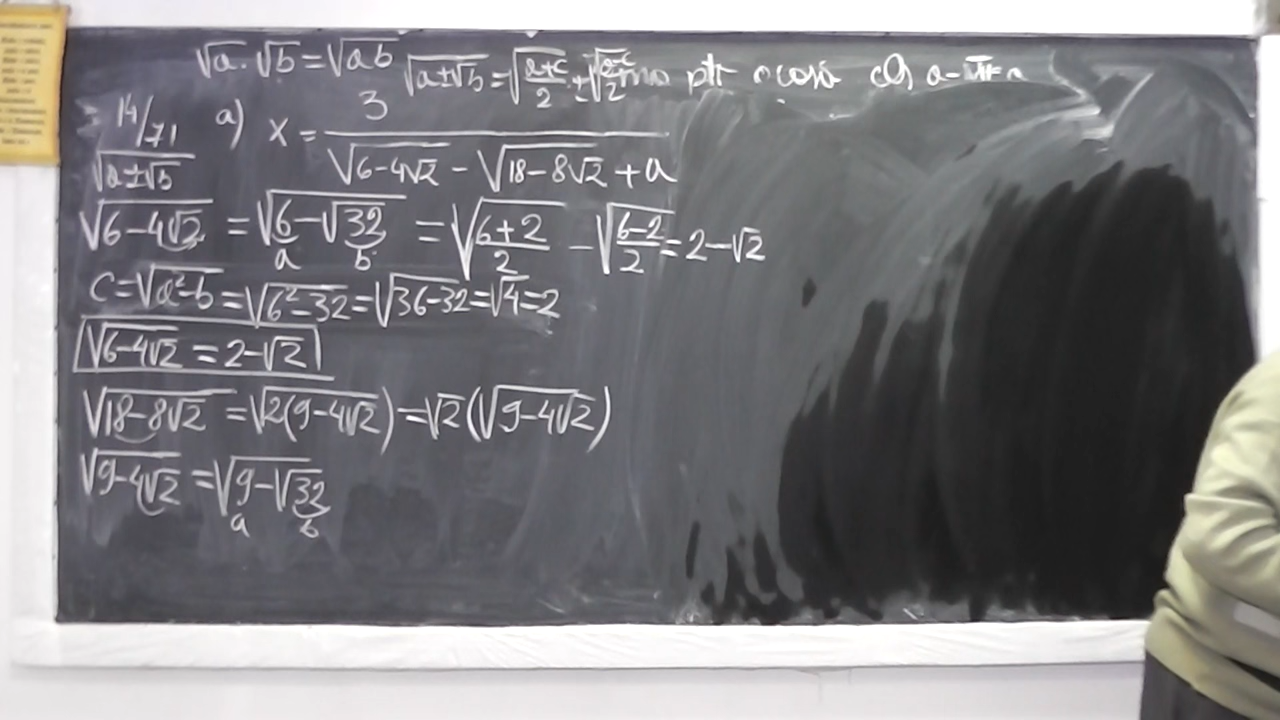 √a · √b = √ab √a±√b = √(a+c)/2 ± √(a-c)/2
14/71 a) x = 3/(√6-4√2 - √18-8√2 + a)
√a±√b
√6-4√2 = √6-√32 = √(6+2)/2 - √(6-2)/2 = 2-√2
a b
c=√a²-b = √6²-32 = √36-32 = √4 = 2
√6-4√2 = 2-√2
√18-8√2 = √2(9-4√2) = √2(√9-4√2)
√9-4√2 = √9-√32
a b